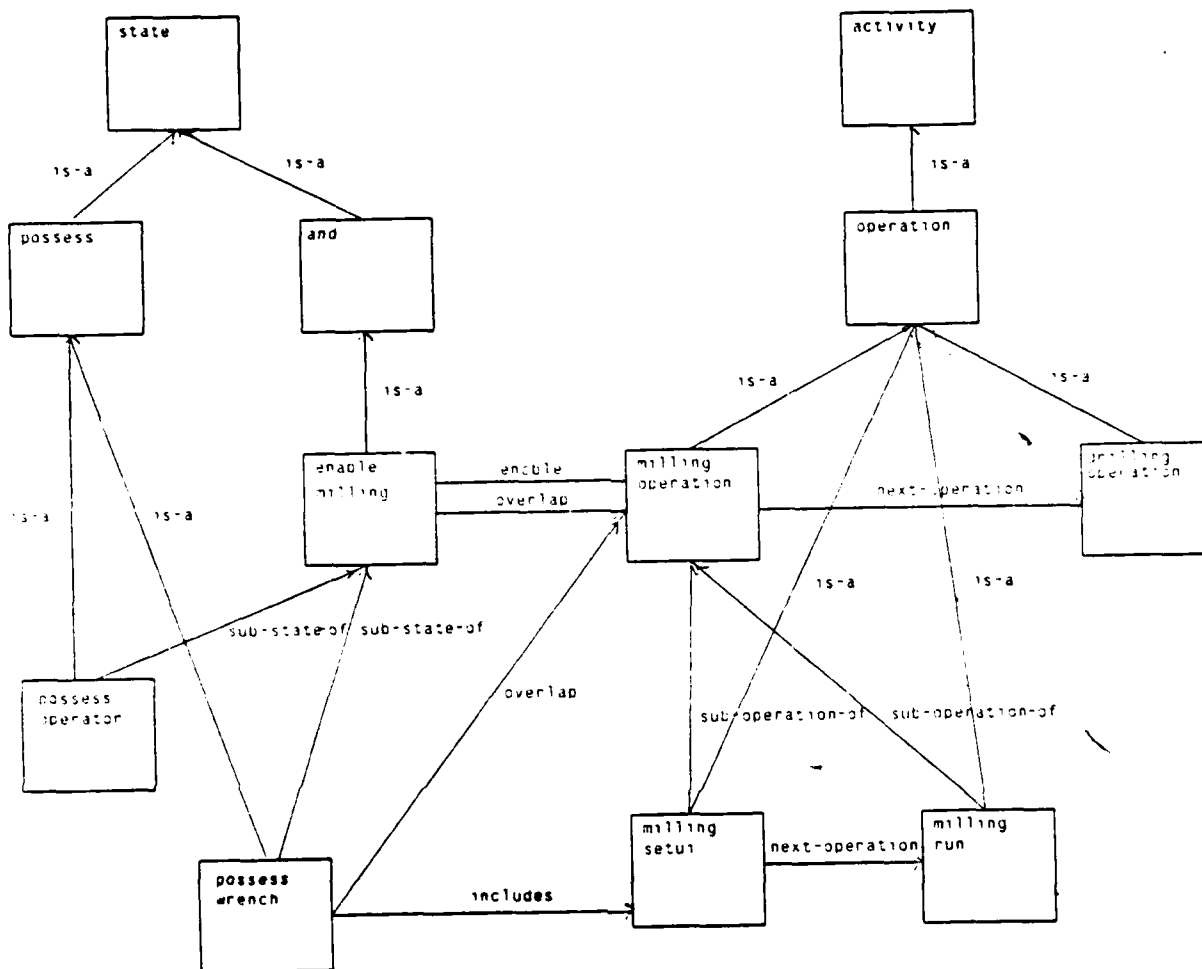 state
activity
is-a
is-a
is-a
possess
and
operation
is-a
is-a
is-a
enable
milling
enable
overlap
milling
operation
next-operation
drilling
operation
is-a
is-a
is-a
is-a
sub-state-of
sub-state-of
possess
operator
overlap
sub-operation-of
sub-operation-of
milling
setup
next-operation
milling
run
possess
wrench
includes